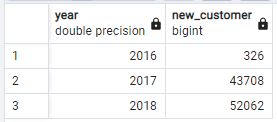 year new_customer
double precision bigint
1 2016 326
2 2017 43708
3 2018 52062